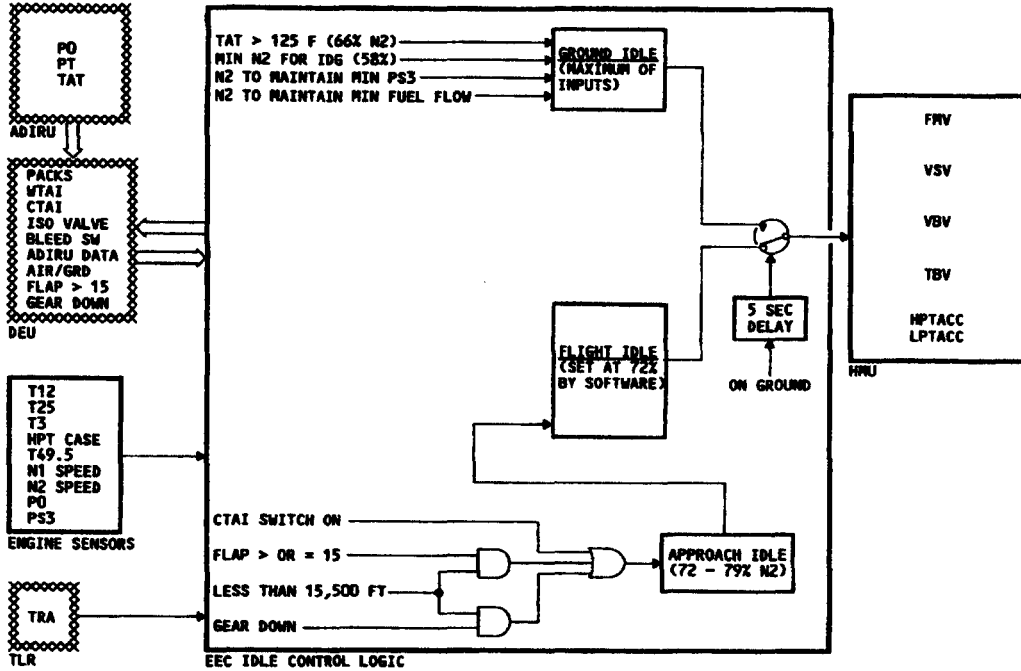 PO
PT
TAT
ADIRU
PACKS
WTAI
CTAI
ISO VALVE
BLEED SW
ADIRU DATA
AIR/GRD
FLAP > 15
GEAR DOWN
DEU
T12
T25
T3
HPT CASE
T49.5
N1 SPEED
N2 SPEED
PO
PS3
ENGINE SENSORS
TRA
TLR
TAT > 125 F (66% N2)
MIN N2 FOR IDG (58%)
N2 TO MAINTAIN MIN PS3
N2 TO MAINTAIN MIN FUEL FLOW
GROUND IDLE
(MAXIMUM OF
INPUTS)
FLIGHT IDLE
(SET AT 72%
BY SOFTWARE)
5 SEC
DELAY
ON GROUND
CTAI SWITCH ON
FLAP > OR = 15
LESS THAN 15,500 FT
GEAR DOWN
APPROACH IDLE
(72 - 79% N2)
EEC IDLE CONTROL LOGIC
FMV
VSV
VBV
TBV
HPTACC
LPTACC
HMU